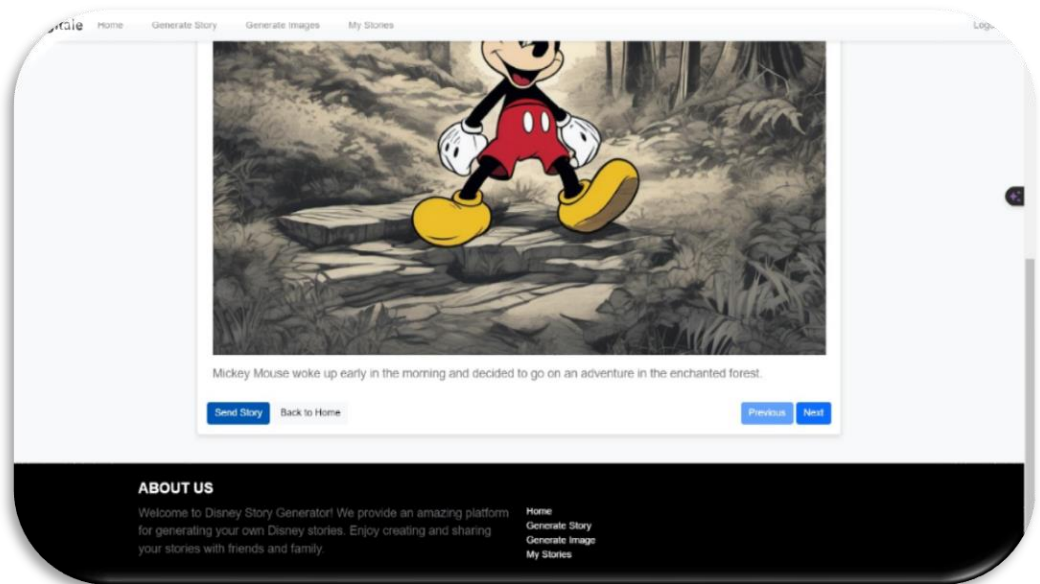 Home Generate Story Generate Images My Stories
Mickey Mouse woke up early in the morning and decided to go on an adventure in the enchanted forest.
Send Story Back to Home Previous Next
ABOUT US
Welcome to Disney Story Generator! We provide an amazing platform
for generating your own Disney stories. Enjoy creating and sharing
your stories with friends and family.
Home
Generate Story
Generate Image
My Stories